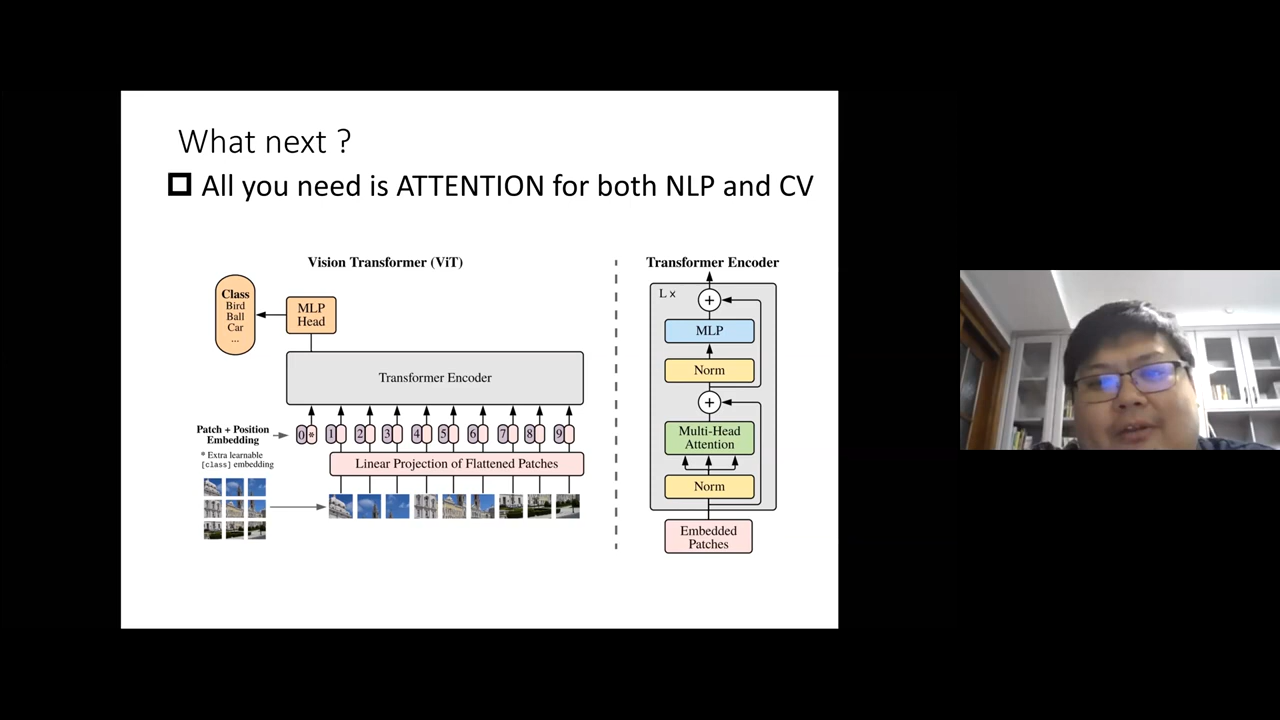 What next ?
All you need is ATTENTION for both NLP and CV
Vision Transformer (ViT)
Class
Bird
Ball
Car
...
MLP
Head
Transformer Encoder
Patch + Position
Embedding
0 * 1 2 3 4 5 6 7 8 9
* Extra learnable
[class] embedding
Linear Projection of Flattened Patches
Transformer Encoder
L x
+
MLP
Norm
+
Multi-Head
Attention
Norm
Embedded
Patches